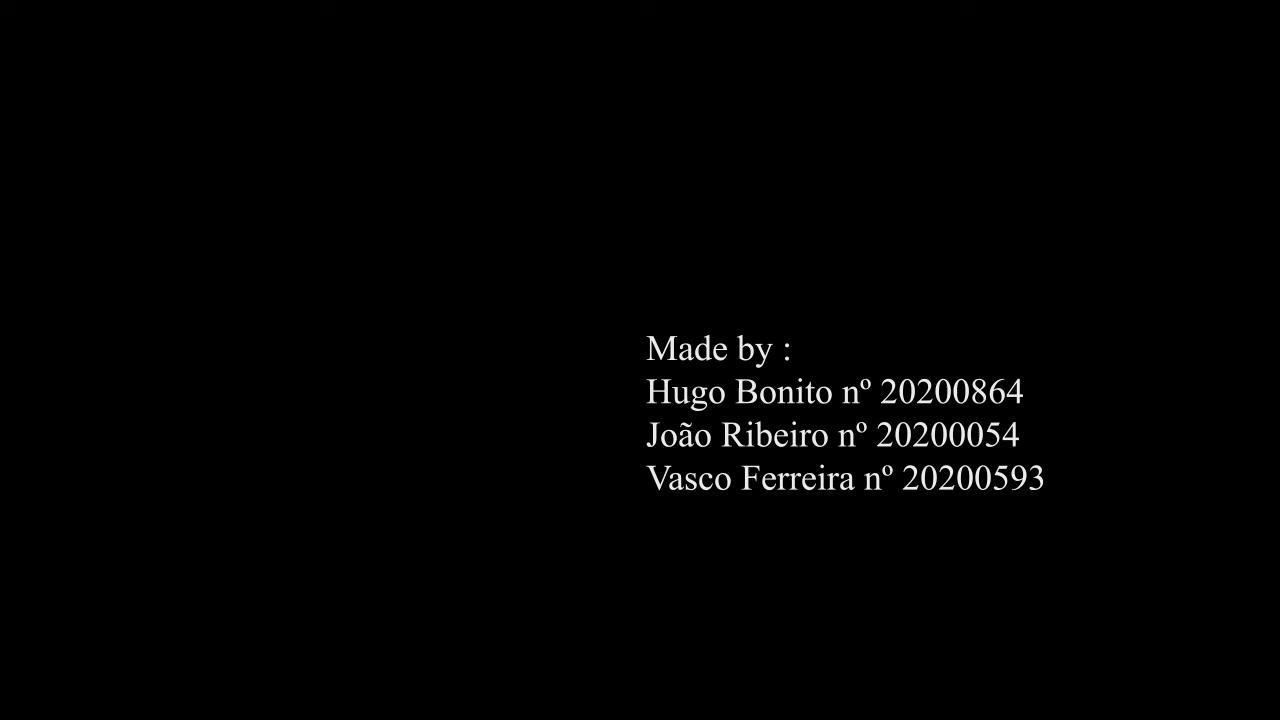 Made by :
Hugo Bonito nº 20200864
João Ribeiro nº 20200054
Vasco Ferreira nº 20200593